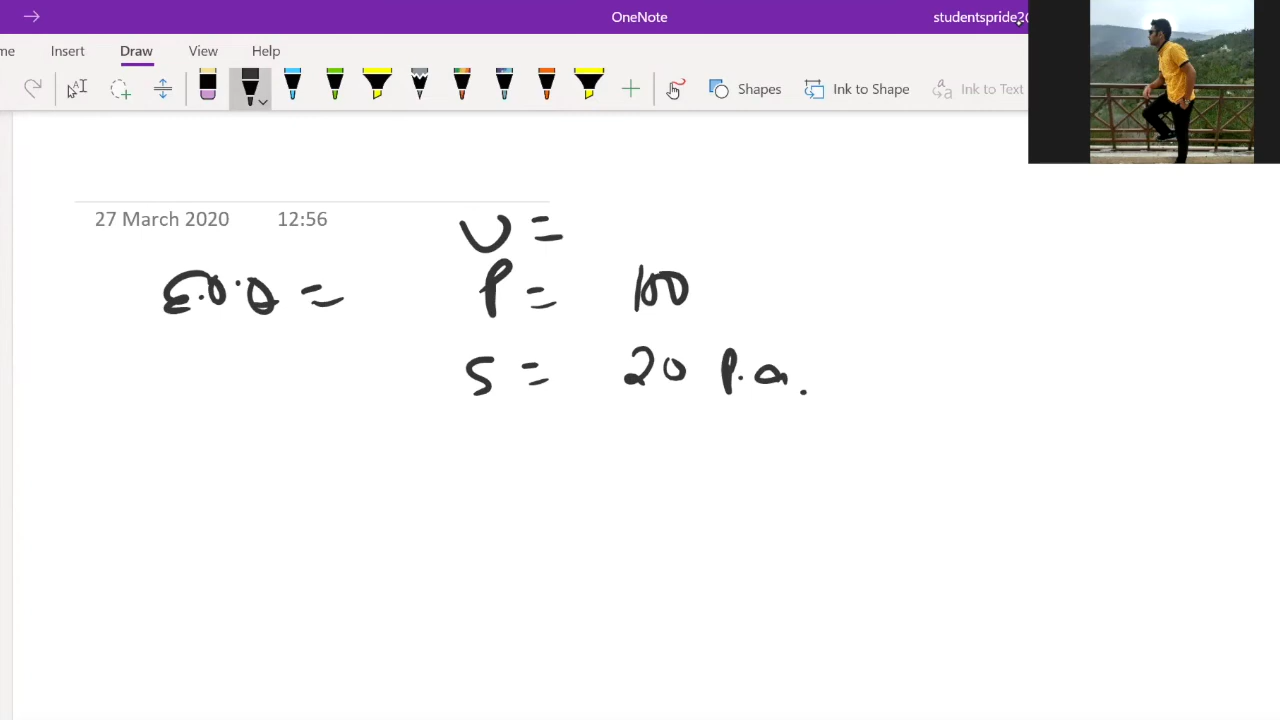 OneNote
studentspride2
me Insert Draw View Help
Shapes Ink to Shape Ink to Text
27 March 2020 12:56
U =
E.O.Q = P = 100
S = 20 P.a.